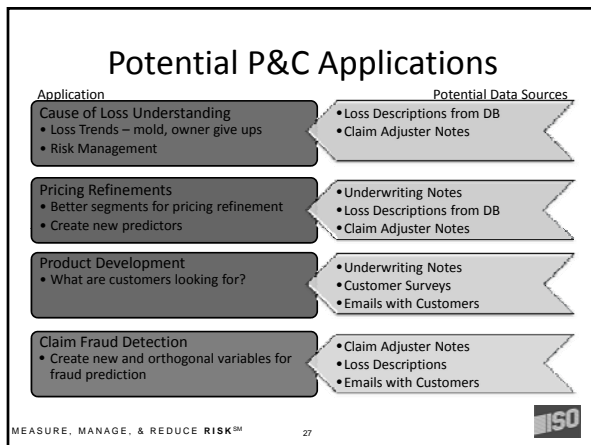 Potential P&C Applications
Application
Potential Data Sources
Cause of Loss Understanding
• Loss Trends – mold, owner give ups
• Risk Management
• Loss Descriptions from DB
• Claim Adjuster Notes
Pricing Refinements
• Better segments for pricing refinement
• Create new predictors
• Underwriting Notes
• Loss Descriptions from DB
• Claim Adjuster Notes
Product Development
• What are customers looking for?
• Underwriting Notes
• Customer Surveys
• Emails with Customers
Claim Fraud Detection
• Create new and orthogonal variables for
fraud prediction
• Claim Adjuster Notes
• Loss Descriptions
• Emails with Customers
MEASURE, MANAGE, & REDUCE RISK℠
27
ISO